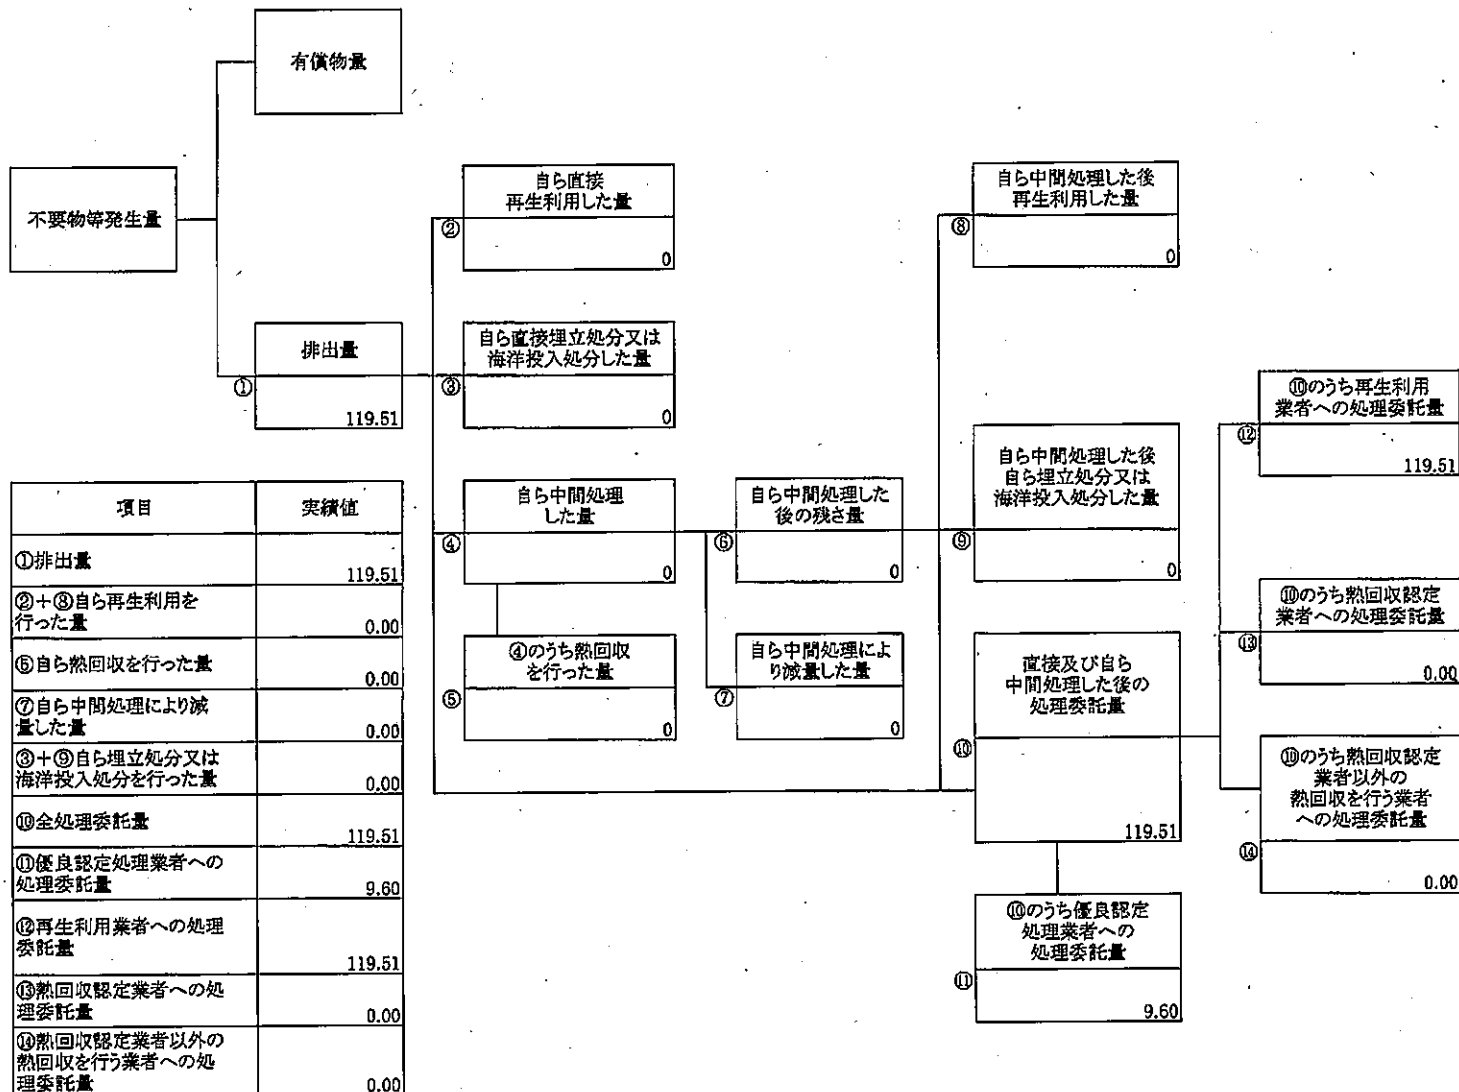 有償物量
不要物等発生量
排出量
①
119.51
自ら直接
再生利用した量
②
0
自ら直接埋立処分又は
海洋投入処分した量
③
0
自ら中間処理
した量
④
0
④のうち熱回収
を行った量
⑤
0
自ら中間処理した
後の残さ量
⑥
0
自ら中間処理によ
り減量した量
⑦
0
自ら中間処理した後
再生利用した量
⑧
0
自ら中間処理した後
自ら埋立処分又は
海洋投入処分した量
⑨
0
直接及び自ら
中間処理した後の
処理委託量
⑩
119.51
⑩のうち優良認定
処理業者への
処理委託量
⑪
9.60
⑩のうち再生利用
業者への処理委託量
⑫
119.51
⑩のうち熱回収認定
業者への処理委託量
⑬
0.00
⑩のうち熱回収認定
業者以外の
熱回収を行う業者
への処理委託量
⑭
0.00
項目 実績値
①排出量
119.51
②+⑧自ら再生利用を
行った量 0.00
⑤自ら熱回収を行った量
0.00
⑦自ら中間処理により減
量した量 0.00
③+⑨自ら埋立処分又は
海洋投入処分を行った量 0.00
⑩全処理委託量
119.51
⑪優良認定処理業者への
処理委託量 9.60
⑫再生利用業者への処理
委託量
119.51
⑬熱回収認定業者への処
理委託量 0.00
⑭熱回収認定業者以外の
熱回収を行う業者への処
理委託量 0.00